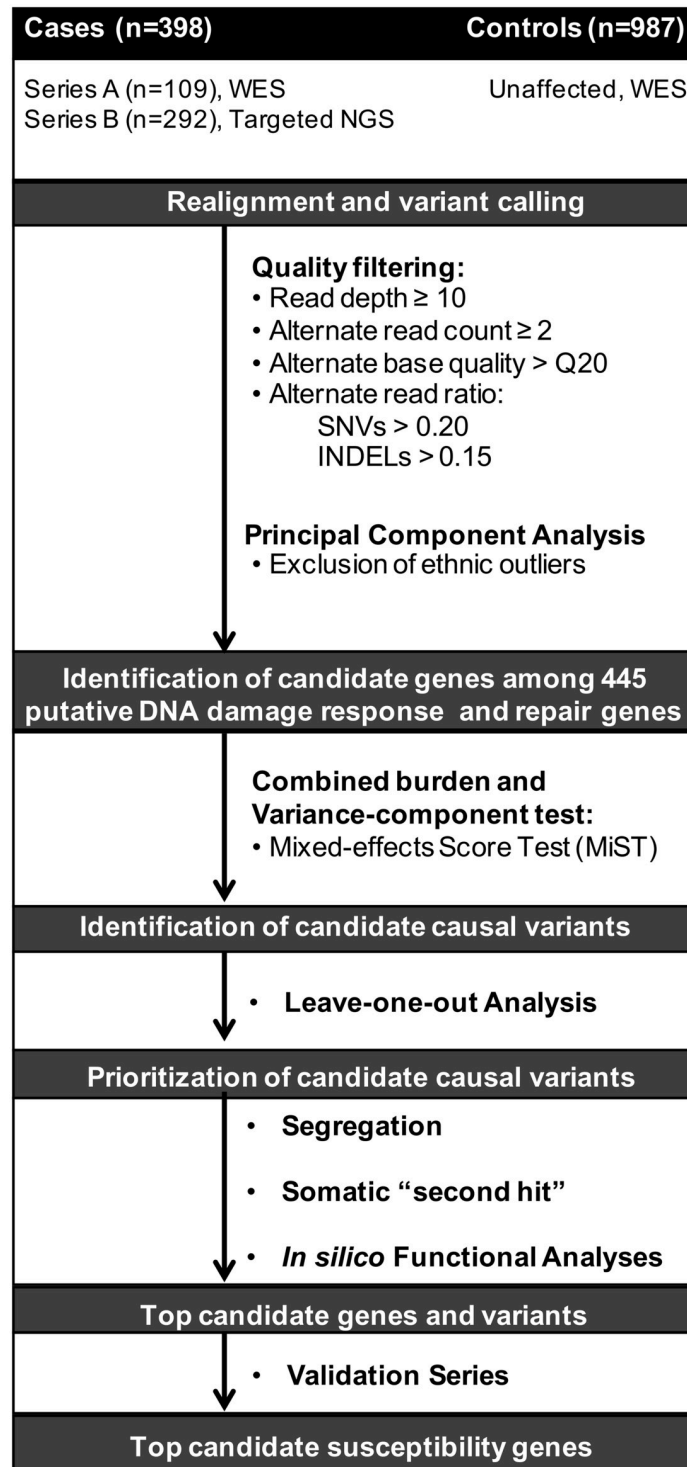 Cases (n=398) Controls (n=987)
Series A (n=109), WES Unaffected, WES
Series B (n=292), Targeted NGS
Realignment and variant calling
Quality filtering:
• Read depth ≥ 10
• Alternate read count ≥ 2
• Alternate base quality > Q20
• Alternate read ratio:
SNVs > 0.20
INDELs > 0.15
Principal Component Analysis
• Exclusion of ethnic outliers
Identification of candidate genes among 445
putative DNA damage response and repair genes
Combined burden and
Variance-component test:
• Mixed-effects Score Test (MiST)
Identification of candidate causal variants
• Leave-one-out Analysis
Prioritization of candidate causal variants
• Segregation
• Somatic “second hit”
• In silico Functional Analyses
Top candidate genes and variants
• Validation Series
Top candidate susceptibility genes